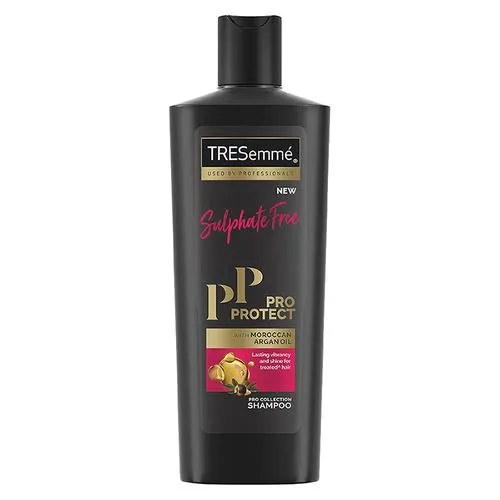 TRESemmé
USED BY PROFESSIONALS
NEW
Sulphate Free
PP PRO
PROTECT
WITH MOROCCAN
ARGAN OIL
Lasting vibrancy
and shine for
treated^ hair
PRO COLLECTION
SHAMPOO